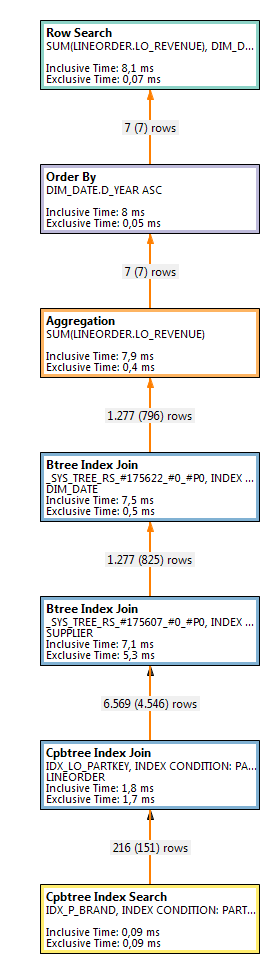 Row Search
SUM(LINEORDER.LO_REVENUE), DIM_D...
Inclusive Time: 8,1 ms
Exclusive Time: 0,07 ms
7 (7) rows
Order By
DIM_DATE.D_YEAR ASC
Inclusive Time: 8 ms
Exclusive Time: 0,05 ms
7 (7) rows
Aggregation
SUM(LINEORDER.LO_REVENUE)
Inclusive Time: 7,9 ms
Exclusive Time: 0,4 ms
1.277 (796) rows
Btree Index Join
_SYS_TREE_RS_#175622_#0_#P0, INDEX ...
DIM_DATE
Inclusive Time: 7,5 ms
Exclusive Time: 0,5 ms
1.277 (825) rows
Btree Index Join
_SYS_TREE_RS_#175607_#0_#P0, INDEX ...
SUPPLIER
Inclusive Time: 7,1 ms
Exclusive Time: 5,3 ms
6.569 (4.546) rows
Cpbtree Index Join
IDX_LO_PARTKEY, INDEX CONDITION: PA...
LINEORDER
Inclusive Time: 1,8 ms
Exclusive Time: 1,7 ms
216 (151) rows
Cpbtree Index Search
IDX_P_BRAND, INDEX CONDITION: PART...
Inclusive Time: 0,09 ms
Exclusive Time: 0,09 ms